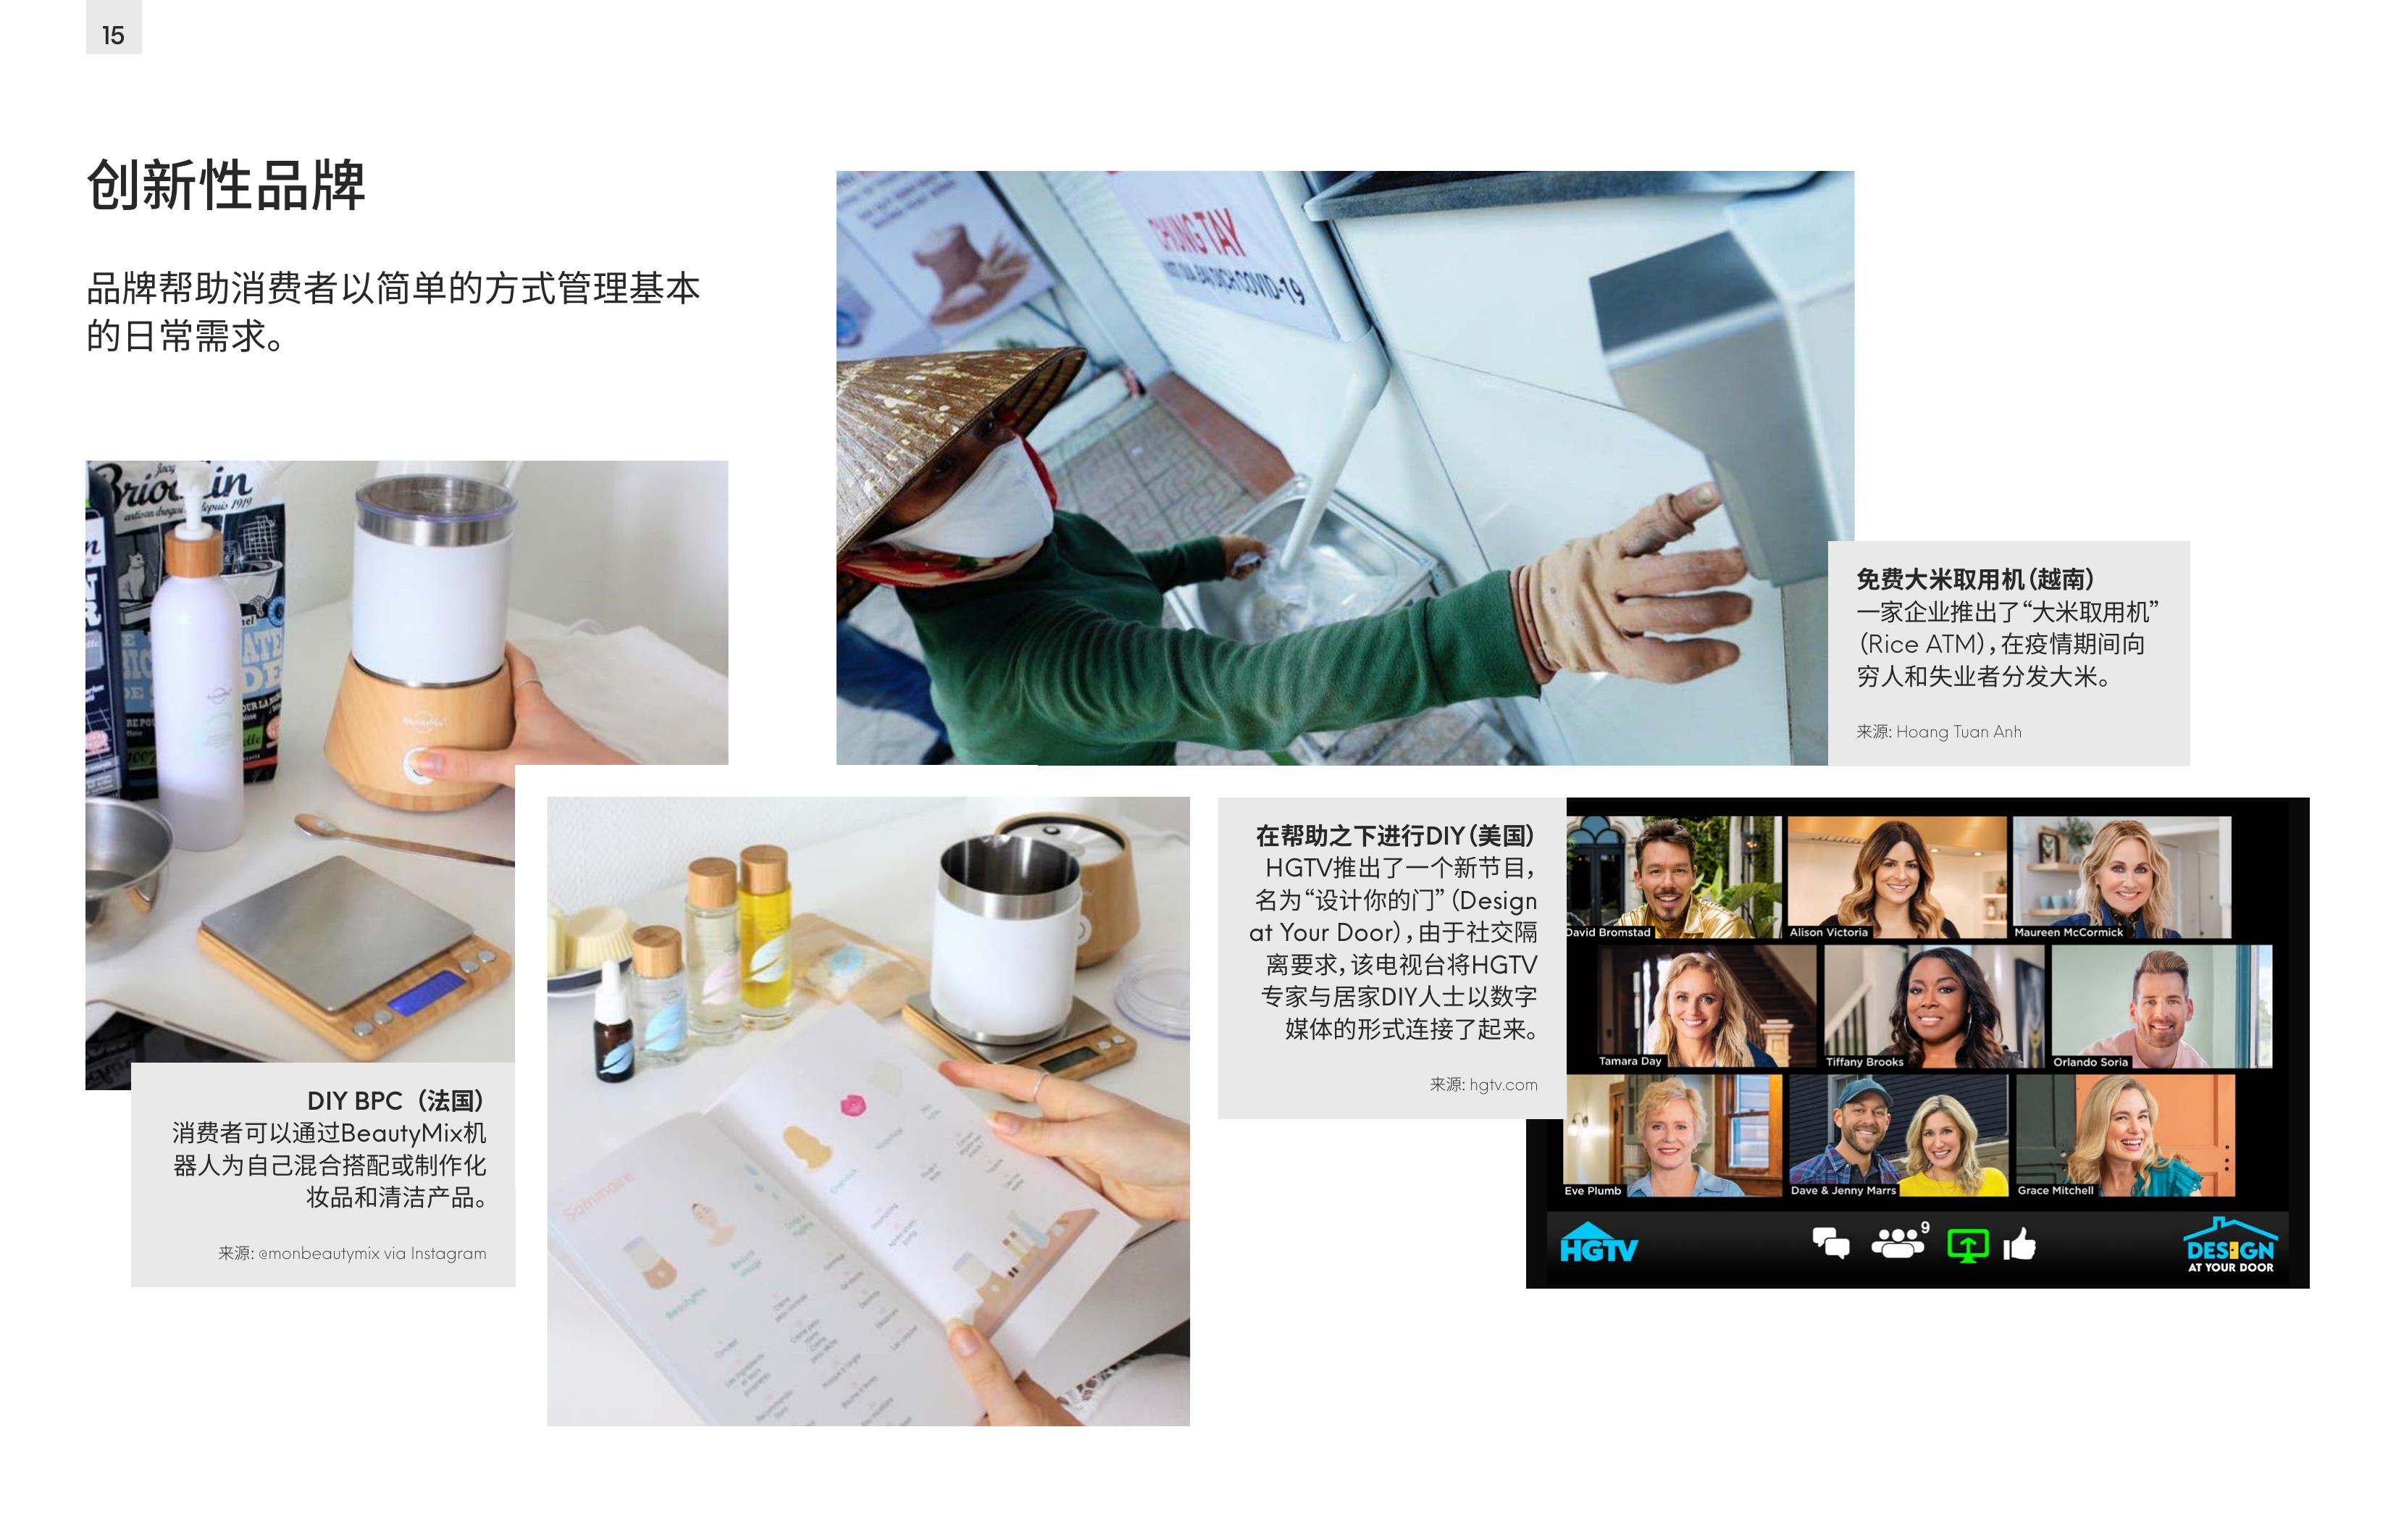 15
创新性品牌
品牌帮助消费者以简单的方式管理基本
的日常需求。
CHUNG TAY
COVID-19
免费大米取用机（越南）
一家企业推出了“大米取用机”
（Rice ATM），在疫情期间向
穷人和失业者分发大米。
来源: Hoang Tuan Anh
depuis 1919
DIY BPC（法国）
消费者可以通过BeautyMix机
器人为自己混合搭配或制作化
妆品和清洁产品。
来源: @monbeautymix via Instagram
Sommaire
BeautyMix
在帮助之下进行DIY（美国）
HGTV推出了一个新节目，
名为“设计你的门”（Design
at Your Door），由于社交隔
离要求，该电视台将HGTV
专家与居家DIY人士以数字
媒体的形式连接了起来。
来源: hgtv.com
David Bromstad
Alison Victoria
Maureen McCormick
Tamara Day
Tiffany Brooks
Orlando Soria
Eve Plumb
Dave & Jenny Marrs
Grace Mitchell
HGTV
9
DESIGN
AT YOUR DOOR